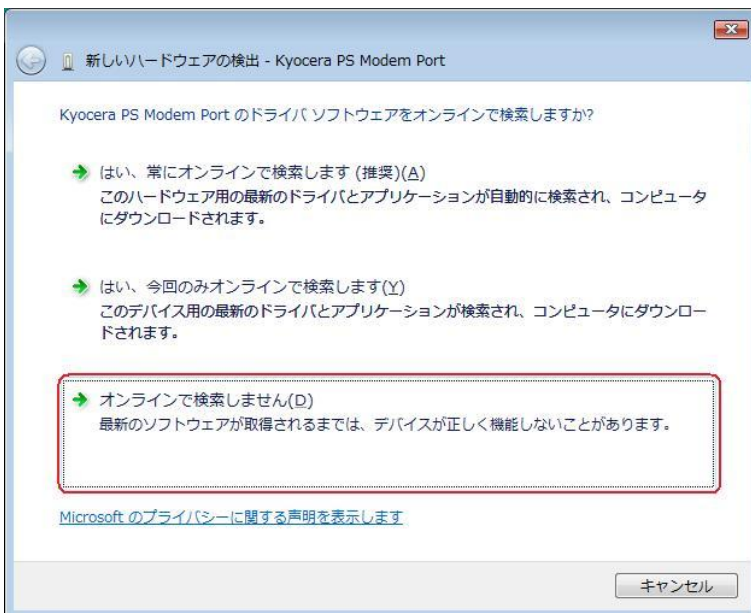 新しいハードウェアの検出 - Kyocera PS Modem Port
Kyocera PS Modem Port のドライバ ソフトウェアをオンラインで検索しますか?
はい、常にオンラインで検索します (推奨)(A)
このハードウェア用の最新のドライバとアプリケーションが自動的に検索され、コンピュータ
にダウンロードされます。
はい、今回のみオンラインで検索します(Y)
このデバイス用の最新のドライバとアプリケーションが検索され、コンピュータにダウンロー
ドされます。
オンラインで検索しません(D)
最新のソフトウェアが取得されるまでは、デバイスが正しく機能しないことがあります。
Microsoft のプライバシーに関する声明を表示します
キャンセル